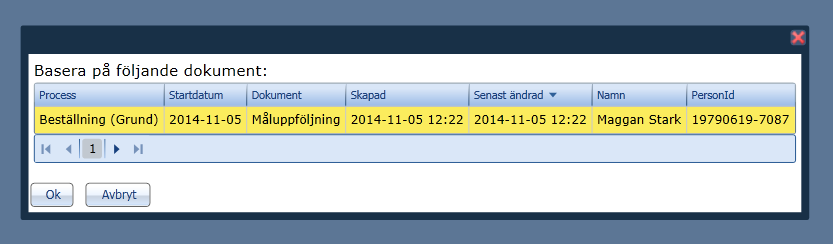 Basera på följande dokument:
Process Startdatum Dokument Skapad Senast ändrad Namn PersonId
Beställning (Grund) 2014-11-05 Måluppföljning 2014-11-05 12:22 2014-11-05 12:22 Maggan Stark 19790619-7087
1
Ok Avbryt